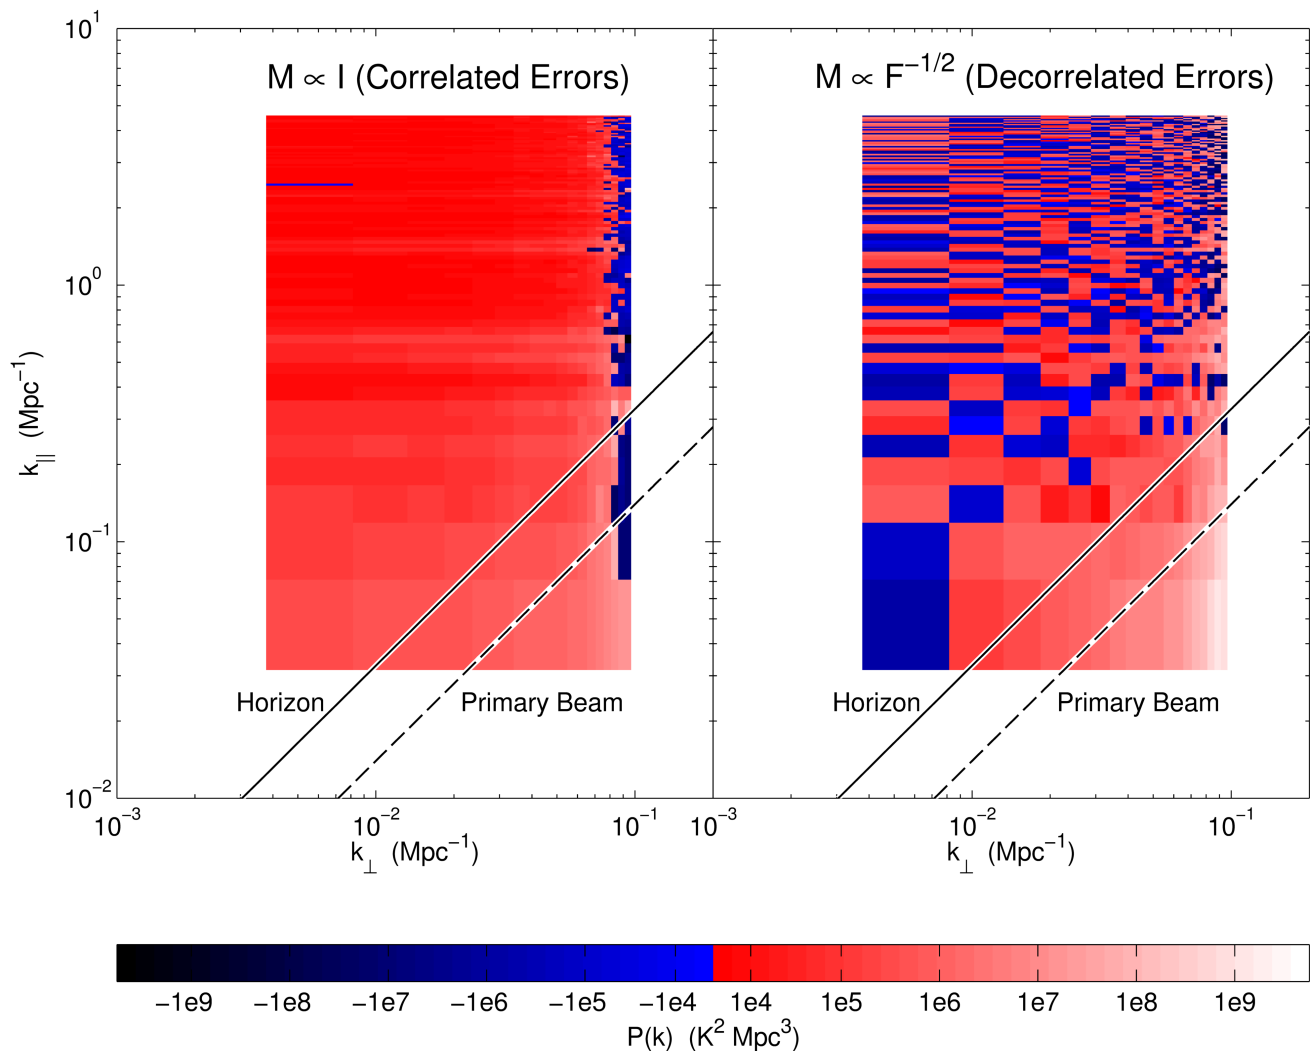 M ∝ I (Correlated Errors)
M ∝ F^−1/2 (Decorrelated Errors)
10^1
10^0
10^−1
10^−2
k_|| (Mpc^−1)
Horizon
Primary Beam
Horizon
Primary Beam
10^−3
10^−2
10^−1
10^−3
10^−2
10^−1
k_⊥ (Mpc^−1)
k_⊥ (Mpc^−1)
−1e9 −1e8 −1e7 −1e6 −1e5 −1e4 1e4 1e5 1e6 1e7 1e8 1e9
P(k) (K^2 Mpc^3)